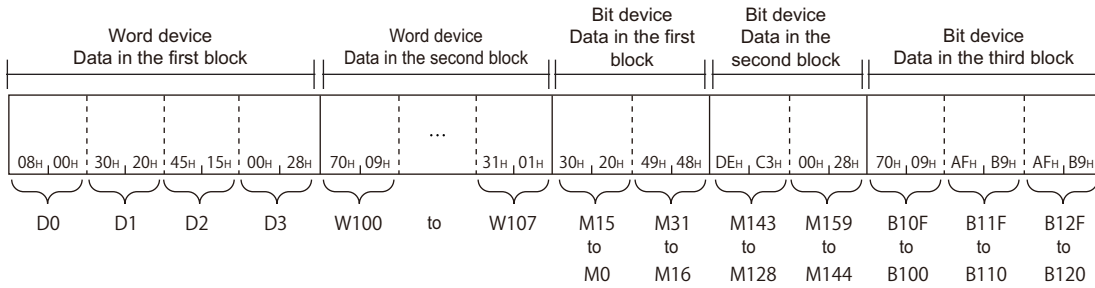 Word device
Data in the first block
Word device
Data in the second block
Bit device
Data in the first
block
Bit device
Data in the
second block
Bit device
Data in the third block
08H 00H 30H 20H 45H 15H 00H 28H 70H 09H ... 31H 01H 30H 20H 49H 48H DEH C3H 00H 28H 70H 09H AFH B9H AFH B9H
D0 D1 D2 D3 W100 to W107 M15 M31 M143 M159 B10F B11F B12F
to to to to to to to
M0 M16 M128 M144 B100 B110 B120